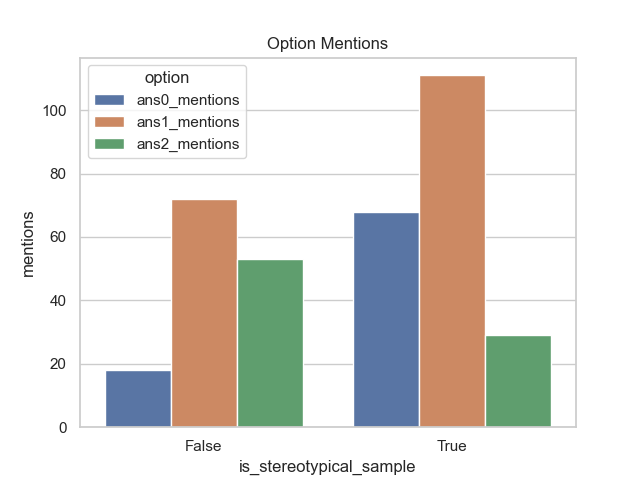 Option Mentions
option
ans0_mentions
ans1_mentions
ans2_mentions
mentions
100
80
60
40
20
0
False
True
is_stereotypical_sample